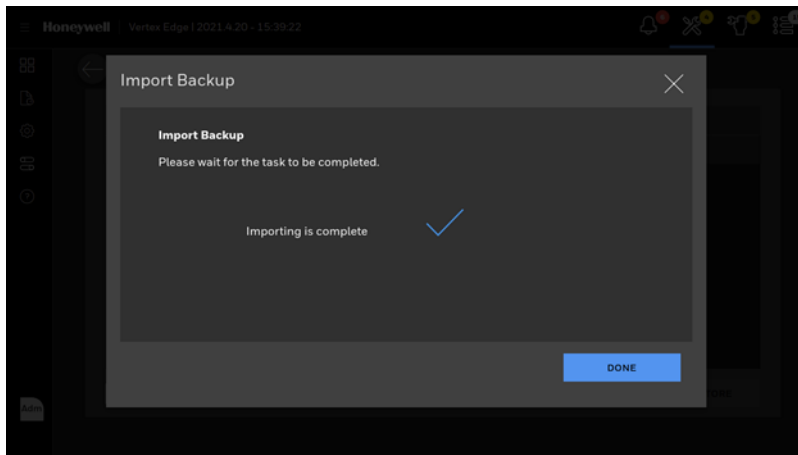 Honeywell | Vertex Edge | 2021.4.20 - 15:39:22
Import Backup
Import Backup
Please wait for the task to be completed.
Importing is complete
DONE
Adm